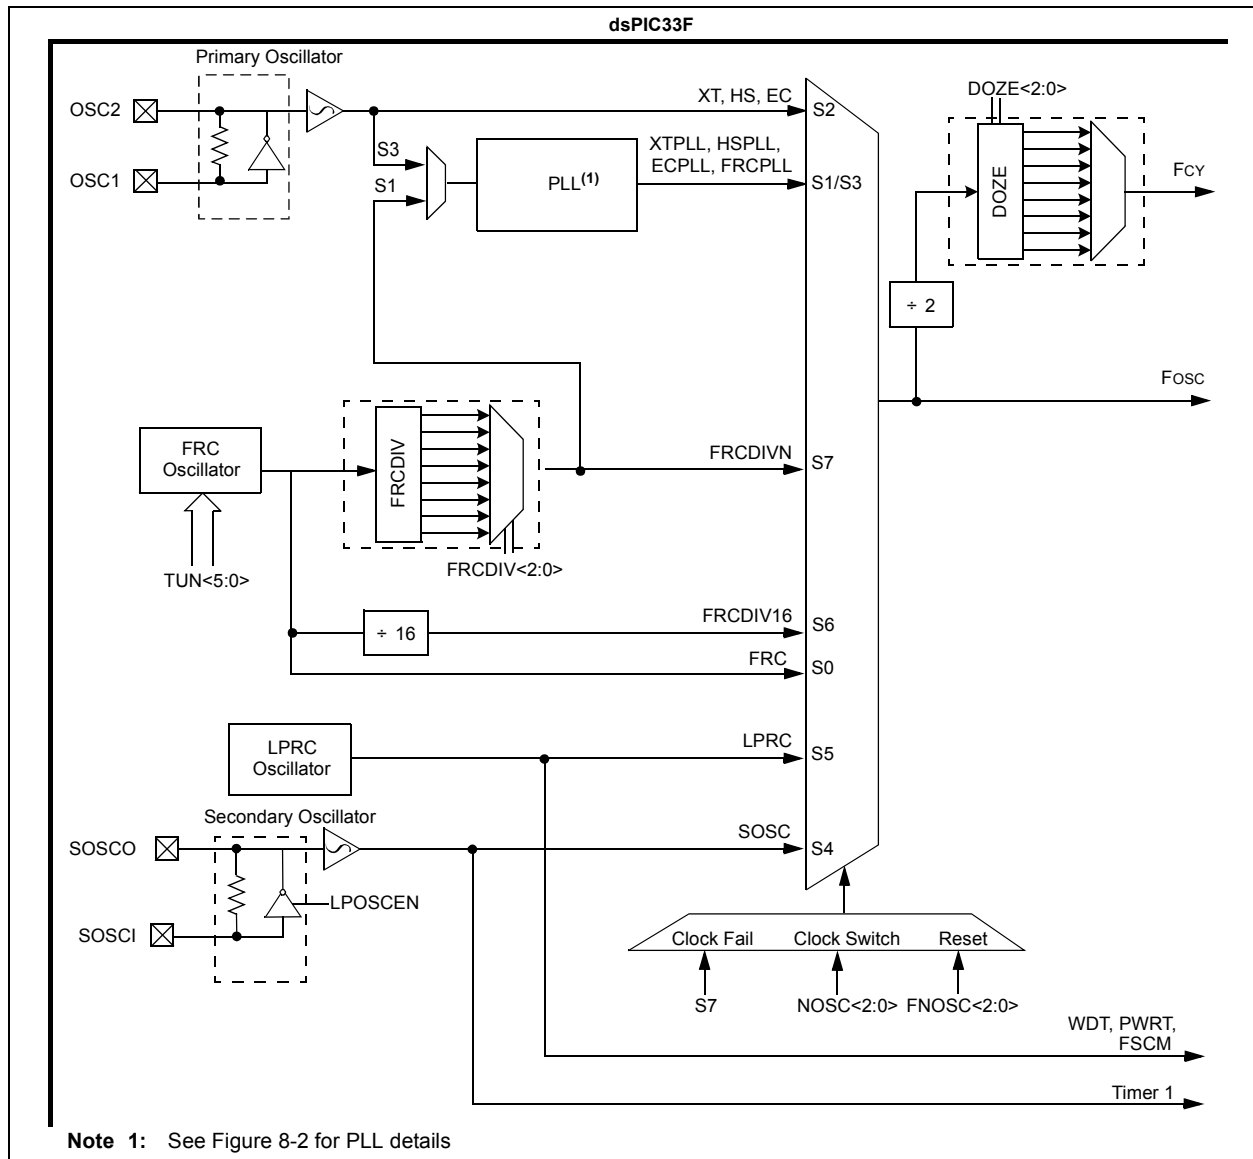 dsPIC33F
Primary Oscillator
DOZE<2:0>
OSC2
XT, HS, EC
S2
S3
XTPLL, HSPLL,
ECPLL, FRCPLL
OSC1
S1
PLL(1)
S1/S3
DOZE
FCY
÷ 2
FOSC
FRC
Oscillator
FRCDIV
FRCDIVN
S7
TUN<5:0>
FRCDIV<2:0>
FRCDIV16
S6
÷ 16
FRC
S0
LPRC
Oscillator
LPRC
S5
Secondary Oscillator
SOSCO
SOSC
S4
LPOSCEN
SOSCI
Clock Fail
Clock Switch
Reset
S7
NOSC<2:0>
FNOSC<2:0>
WDT, PWRT,
FSCM
Timer 1
Note 1: See Figure 8-2 for PLL details